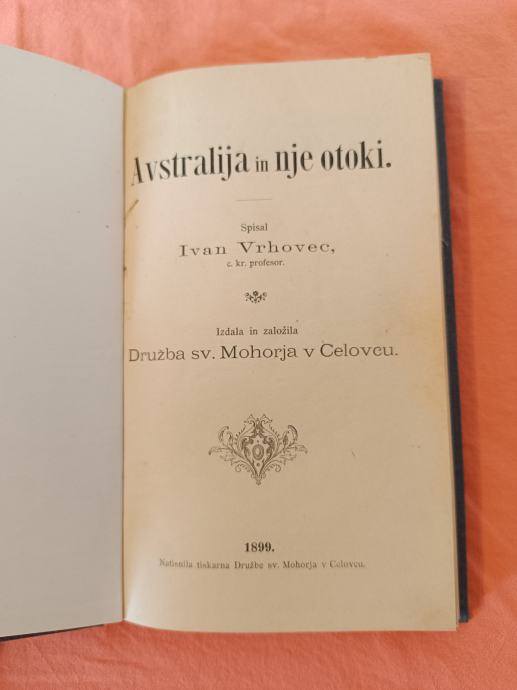 Avstralija in nje otoki.
Spisal
Ivan Vrhovec,
c. kr. profesor.
Izdala in založila
Družba sv. Mohorja v Celovcu.
1899.
Natisnila tiskarna Družbe sv. Mohorja v Celovcu.